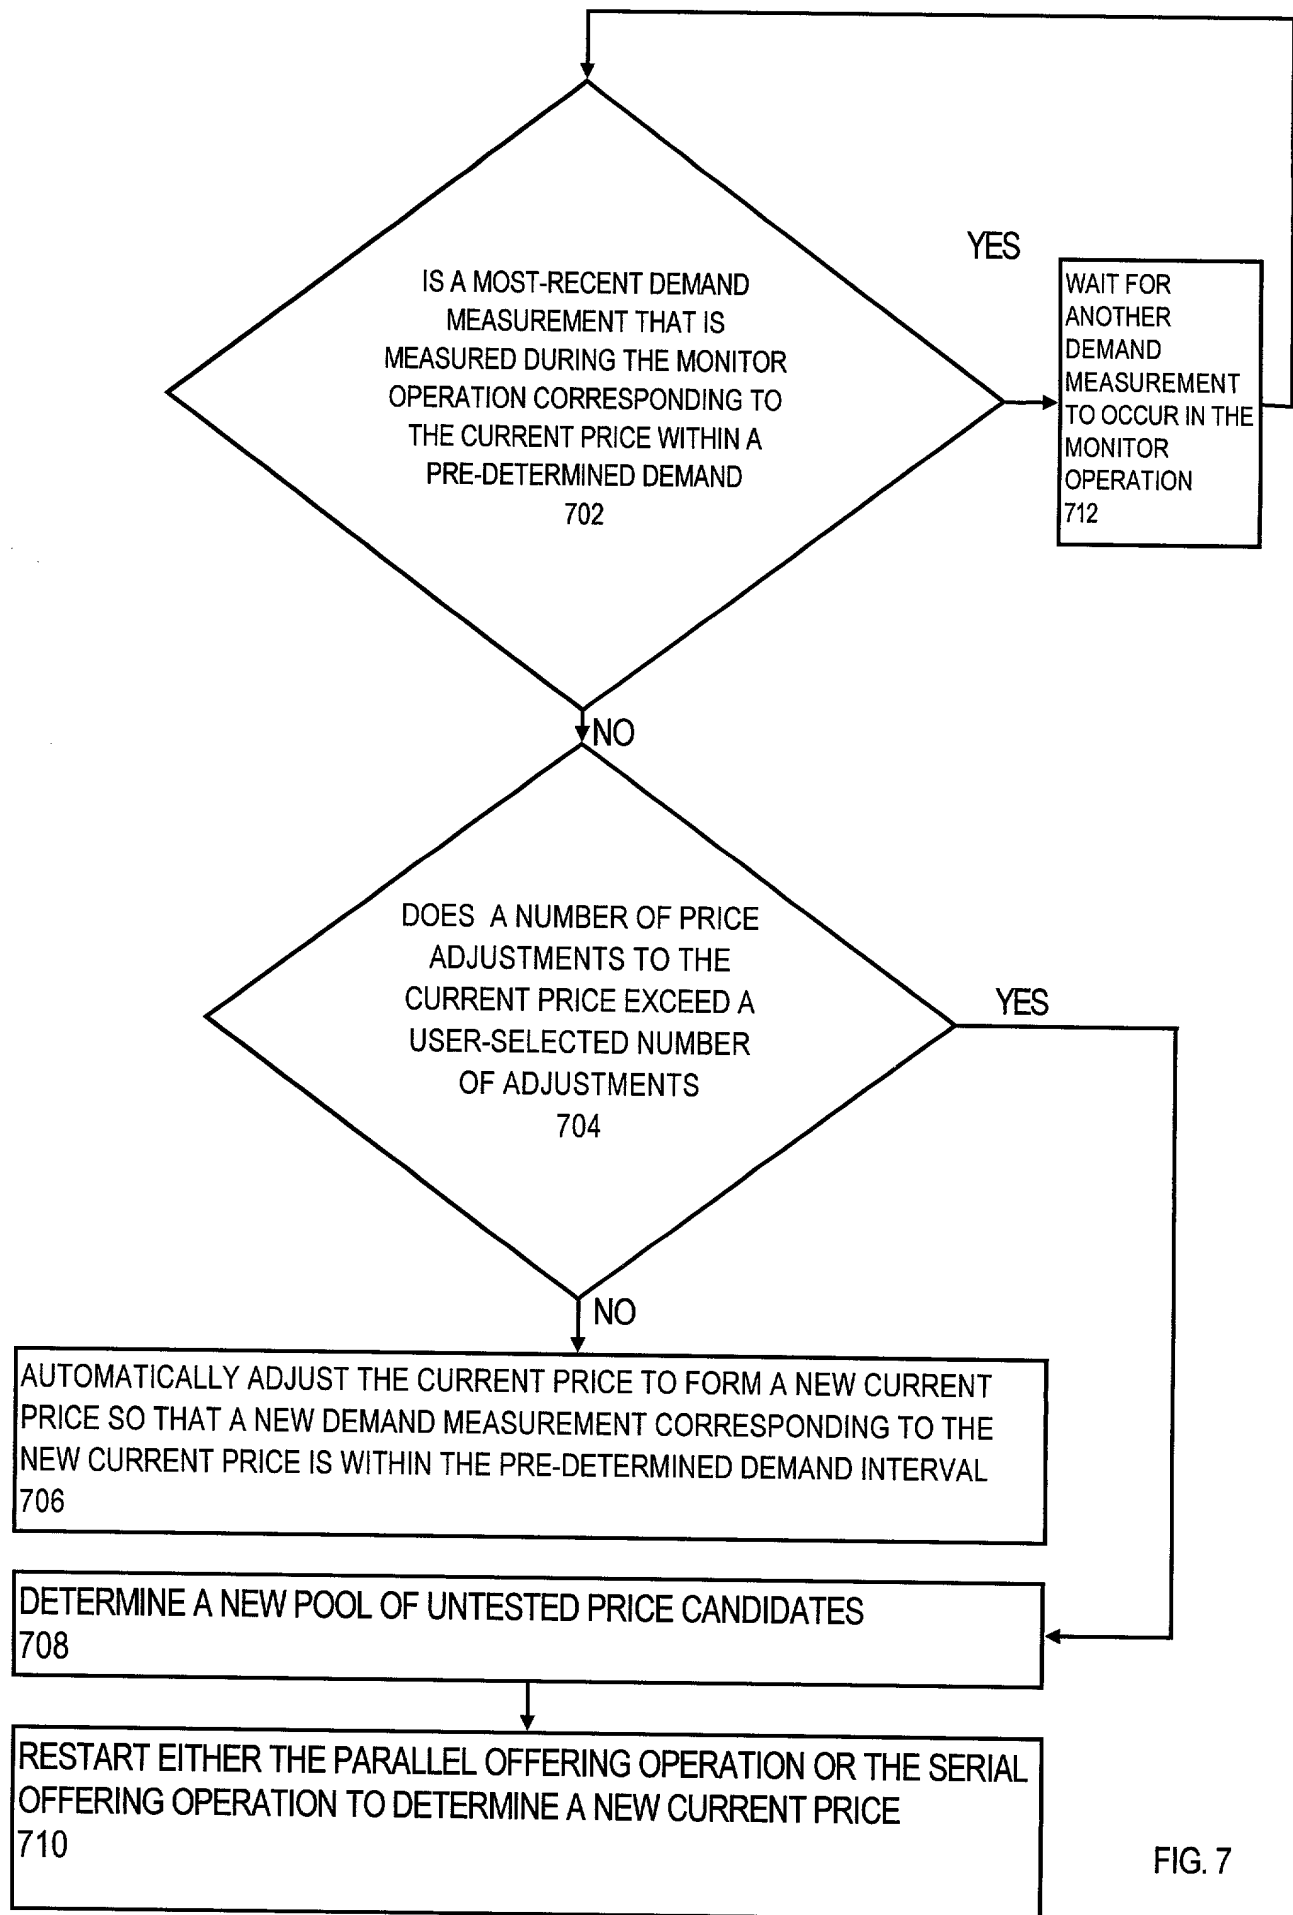 IS A MOST-RECENT DEMAND
MEASUREMENT THAT IS
MEASURED DURING THE MONITOR
OPERATION CORRESPONDING TO
THE CURRENT PRICE WITHIN A
PRE-DETERMINED DEMAND
702
YES
WAIT FOR
ANOTHER
DEMAND
MEASUREMENT
TO OCCUR IN THE
MONITOR
OPERATION
712
NO
DOES A NUMBER OF PRICE
ADJUSTMENTS TO THE
CURRENT PRICE EXCEED A
USER-SELECTED NUMBER
OF ADJUSTMENTS
704
YES
NO
AUTOMATICALLY ADJUST THE CURRENT PRICE TO FORM A NEW CURRENT
PRICE SO THAT A NEW DEMAND MEASUREMENT CORRESPONDING TO THE
NEW CURRENT PRICE IS WITHIN THE PRE-DETERMINED DEMAND INTERVAL
706
DETERMINE A NEW POOL OF UNTESTED PRICE CANDIDATES
708
RESTART EITHER THE PARALLEL OFFERING OPERATION OR THE SERIAL
OFFERING OPERATION TO DETERMINE A NEW CURRENT PRICE
710
FIG. 7